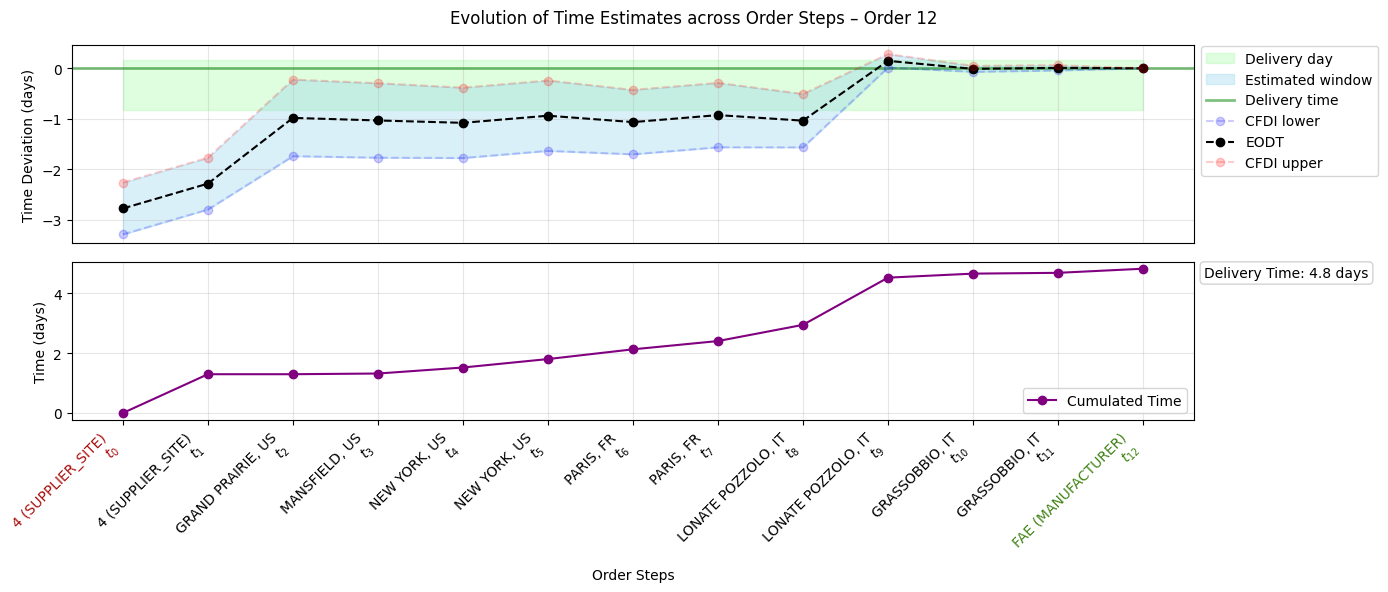 Evolution of Time Estimates across Order Steps – Order 12
Time Deviation (days)
0
−1
−2
−3
Delivery day
Estimated window
Delivery time
CFDI lower
EODT
CFDI upper
Time (days)
4
2
0
Delivery Time: 4.8 days
Cumulated Time
4 (SUPPLIER_SITE)
t0
4 (SUPPLIER_SITE)
t1
GRAND PRAIRIE, US
t2
MANSFIELD, US
t3
NEW YORK, US
t4
NEW YORK, US
t5
PARIS, FR
t6
PARIS, FR
t7
LONATE POZZOLO, IT
t8
LONATE POZZOLO, IT
t9
GRASSOBBIO, IT
t10
GRASSOBBIO, IT
t11
FAE (MANUFACTURER)
t12
Order Steps